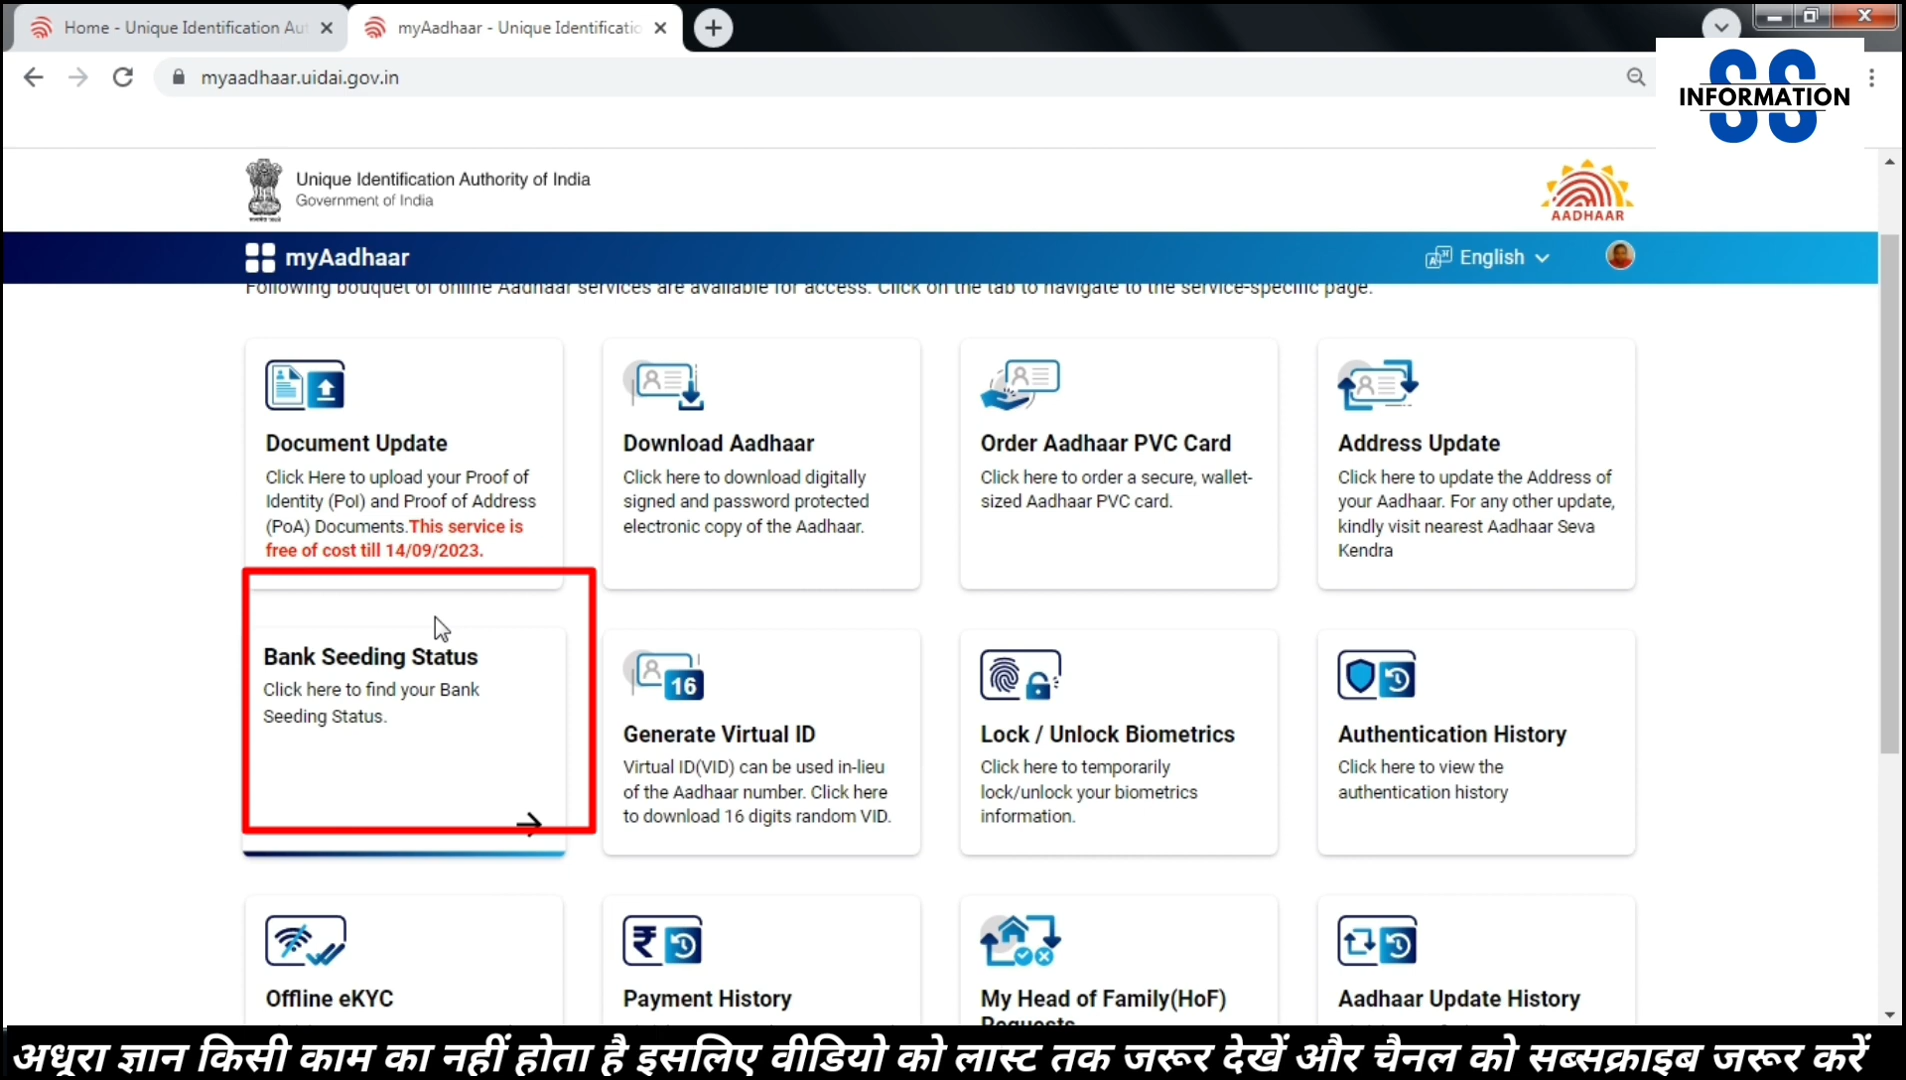 Home - Unique Identification Aut
myAadhaar - Unique Identificatic
myaadhaar.uidai.gov.in
SS
INFORMATION
Unique Identification Authority of India
Government of India
AADHAAR
myAadhaar
English
Following bouquet of online Aadhaar services are available for access. Click on the tab to navigate to the service-specific page.
Document Update
Click Here to upload your Proof of
Identity (PoI) and Proof of Address
(PoA) Documents.This service is
free of cost till 14/09/2023.
Download Aadhaar
Click here to download digitally
signed and password protected
electronic copy of the Aadhaar.
Order Aadhaar PVC Card
Click here to order a secure, wallet-
sized Aadhaar PVC card.
Address Update
Click here to update the Address of
your Aadhaar. For any other update,
kindly visit nearest Aadhaar Seva
Kendra
Bank Seeding Status
Click here to find your Bank
Seeding Status.
16
Generate Virtual ID
Virtual ID(VID) can be used in-lieu
of the Aadhaar number. Click here
to download 16 digits random VID.
Lock / Unlock Biometrics
Click here to temporarily
lock/unlock your biometrics
information.
Authentication History
Click here to view the
authentication history
Offline eKYC
₹
Payment History
My Head of Family(HoF)
Requests
Aadhaar Update History
अधूरा ज्ञान किसी काम का नहीं होता है इसलिए वीडियो को लास्ट तक जरूर देखें और चैनल को सब्सक्राइब जरूर करें